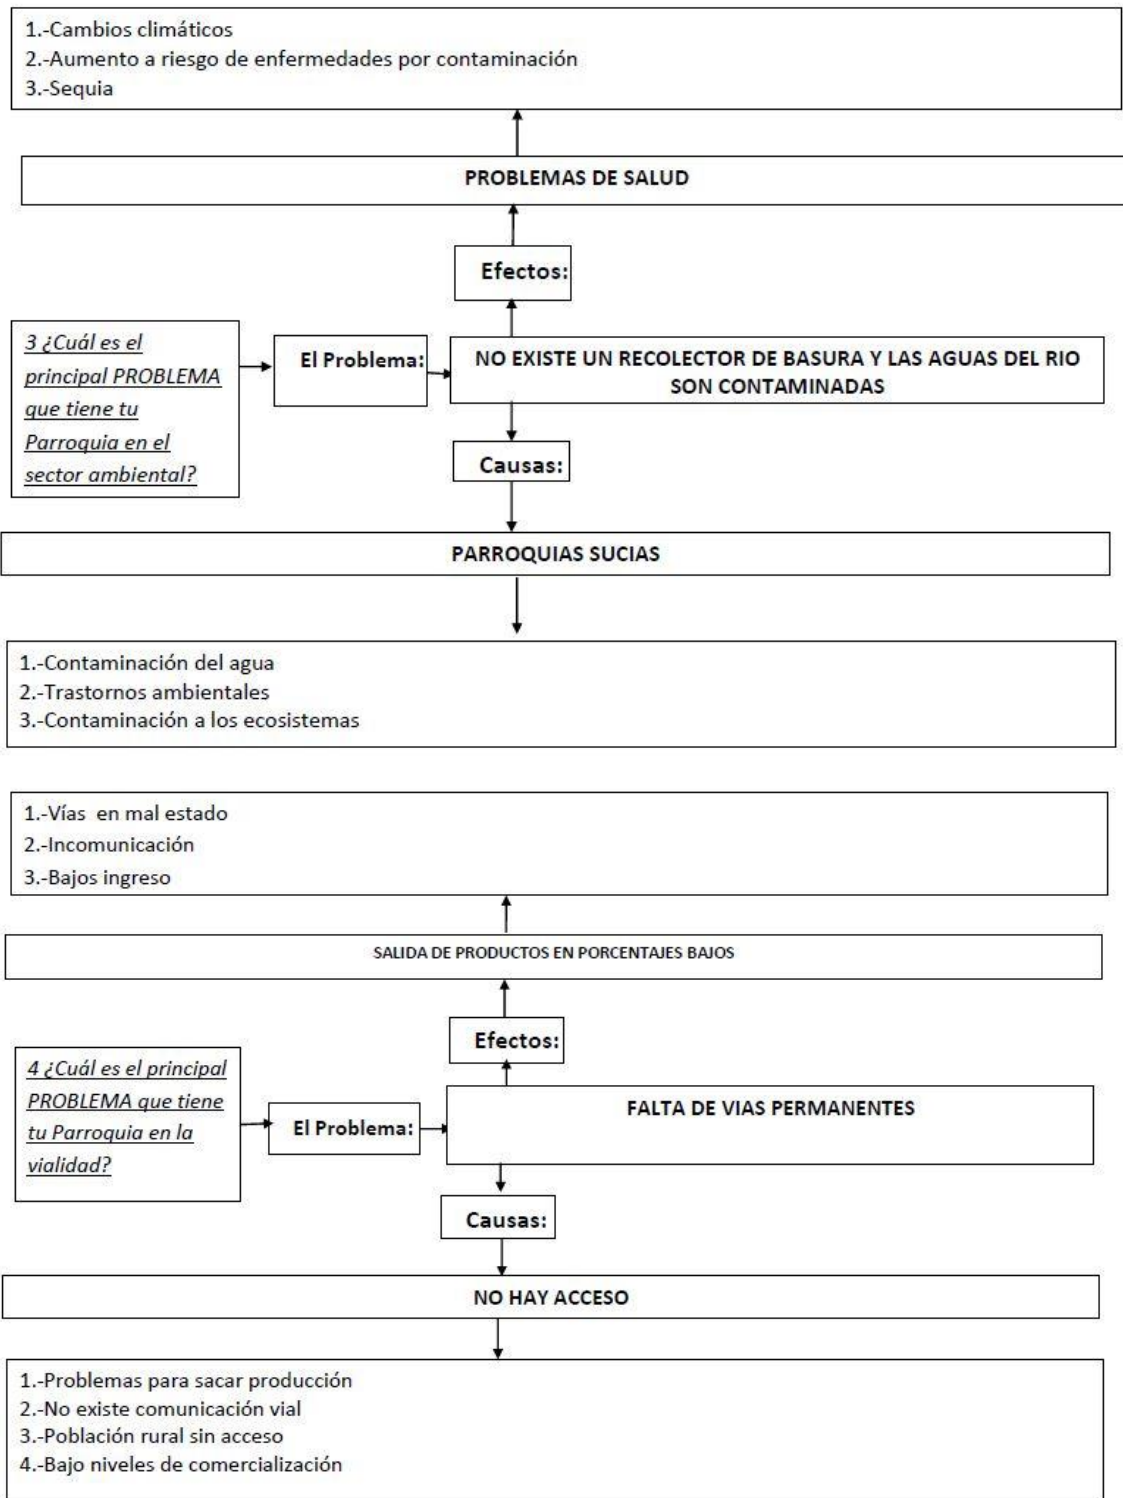 1.-Cambios climáticos
2.-Aumento a riesgo de enfermedades por contaminación
3.-Sequia
PROBLEMAS DE SALUD
Efectos:
3 ¿Cuál es el
principal PROBLEMA
que tiene tu
Parroquia en el
sector ambiental?
El Problema:
NO EXISTE UN RECOLECTOR DE BASURA Y LAS AGUAS DEL RIO
SON CONTAMINADAS
Causas:
PARROQUIAS SUCIAS
1.-Contaminación del agua
2.-Trastornos ambientales
3.-Contaminación a los ecosistemas
1.-Vías en mal estado
2.-Incomunicación
3.-Bajos ingreso
SALIDA DE PRODUCTOS EN PORCENTAJES BAJOS
Efectos:
4 ¿Cuál es el principal
PROBLEMA que tiene
tu Parroquia en la
vialidad?
El Problema:
FALTA DE VIAS PERMANENTES
Causas:
NO HAY ACCESO
1.-Problemas para sacar producción
2.-No existe comunicación vial
3.-Población rural sin acceso
4.-Bajo niveles de comercialización